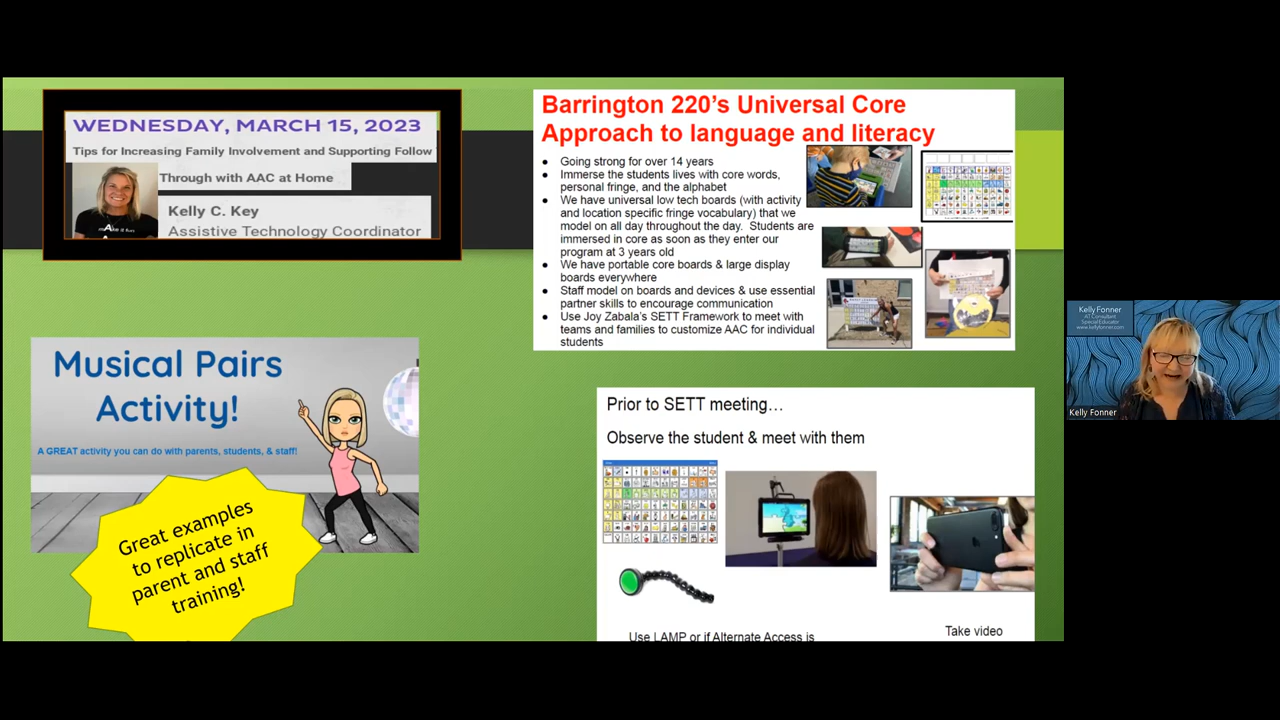 WEDNESDAY, MARCH 15, 2023
Tips for Increasing Family Involvement and Supporting Follow
Through with AAC at Home
Kelly C. Key
Assistive Technology Coordinator
Barrington 220's Universal Core
Approach to language and literacy
● Going strong for over 14 years
● Immerse the students lives with core words,
personal fringe, and the alphabet
● We have universal low tech boards (with activity
and location specific fringe vocabulary) that we
model on all day throughout the day. Students are
immersed in core as soon as they enter our
program at 3 years old
● We have portable core boards & large display
boards everywhere
● Staff model on boards and devices & use essential
partner skills to encourage communication
● Use Joy Zabala's SETT Framework to meet with
teams and families to customize AAC for individual
students
Musical Pairs
Activity!
A GREAT activity you can do with parents, students, & staff!
Great examples
to replicate in
parent and staff
training!
Prior to SETT meeting…
Observe the student & meet with them
Use LAMP or if Alternate Access is
Take video
Kelly Fonner
AT Consultant
Special Educator
www.kellyfonner.com
Kelly Fonner